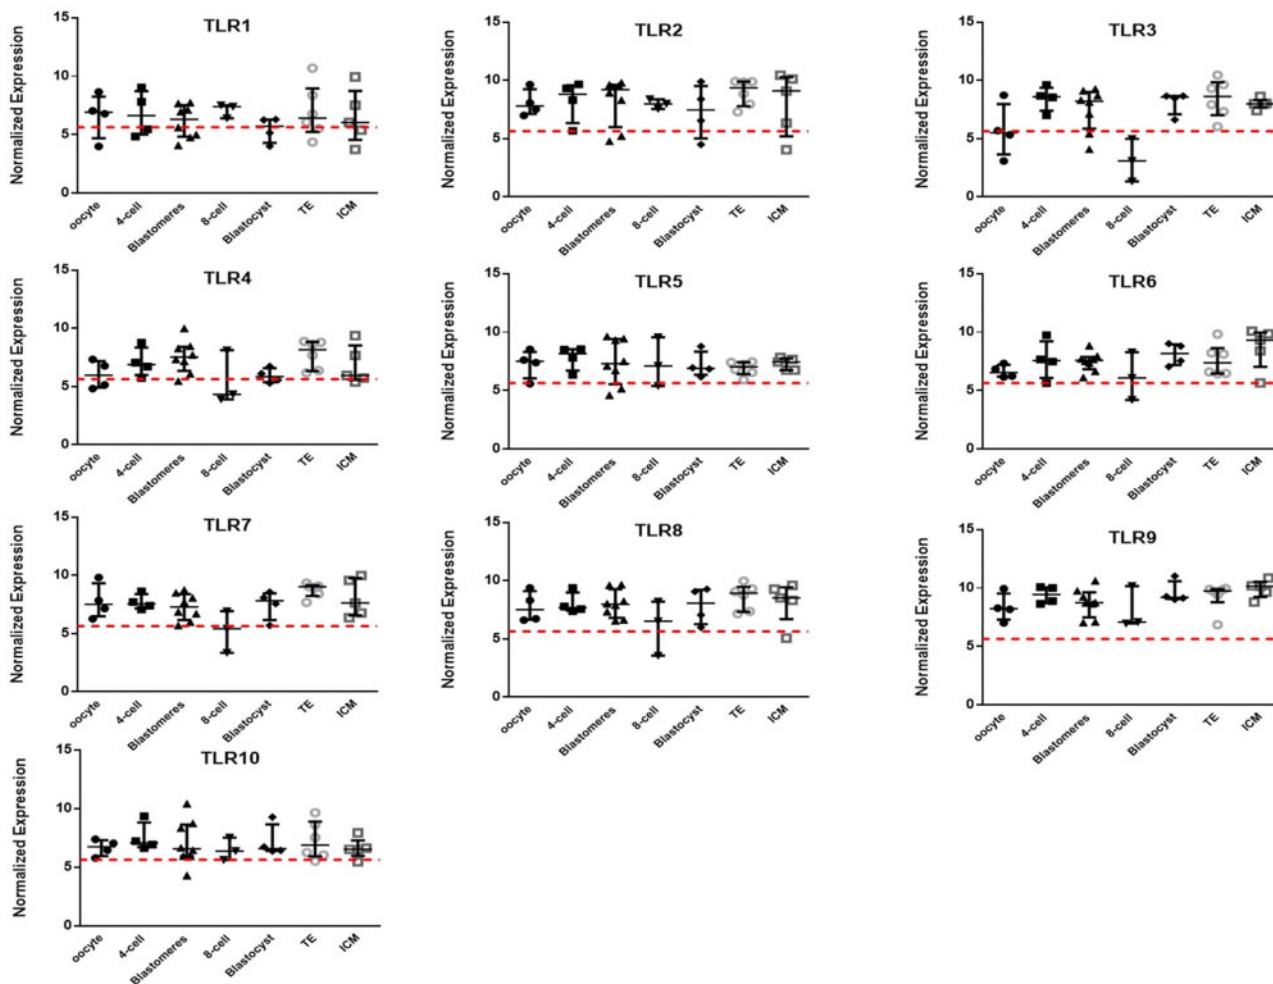 TLR1
Normalized Expression
15
10
5
0
oocyte
4-cell
Blastomeres
8-cell
Blastocyst
TE
ICM
TLR2
Normalized Expression
15
10
5
0
oocyte
4-cell
Blastomeres
8-cell
Blastocyst
TE
ICM
TLR3
Normalized Expression
15
10
5
0
oocyte
4-cell
Blastomeres
8-cell
Blastocyst
TE
ICM
TLR4
Normalized Expression
15
10
5
0
oocyte
4-cell
Blastomeres
8-cell
Blastocyst
TE
ICM
TLR5
Normalized Expression
15
10
5
0
oocyte
4-cell
Blastomeres
8-cell
Blastocyst
TE
ICM
TLR6
Normalized Expression
15
10
5
0
oocyte
4-cell
Blastomeres
8-cell
Blastocyst
TE
ICM
TLR7
Normalized Expression
15
10
5
0
oocyte
4-cell
Blastomeres
8-cell
Blastocyst
TE
ICM
TLR8
Normalized Expression
15
10
5
0
oocyte
4-cell
Blastomeres
8-cell
Blastocyst
TE
ICM
TLR9
Normalized Expression
15
10
5
0
oocyte
4-cell
Blastomeres
8-cell
Blastocyst
TE
ICM
TLR10
Normalized Expression
15
10
5
0
oocyte
4-cell
Blastomeres
8-cell
Blastocyst
TE
ICM